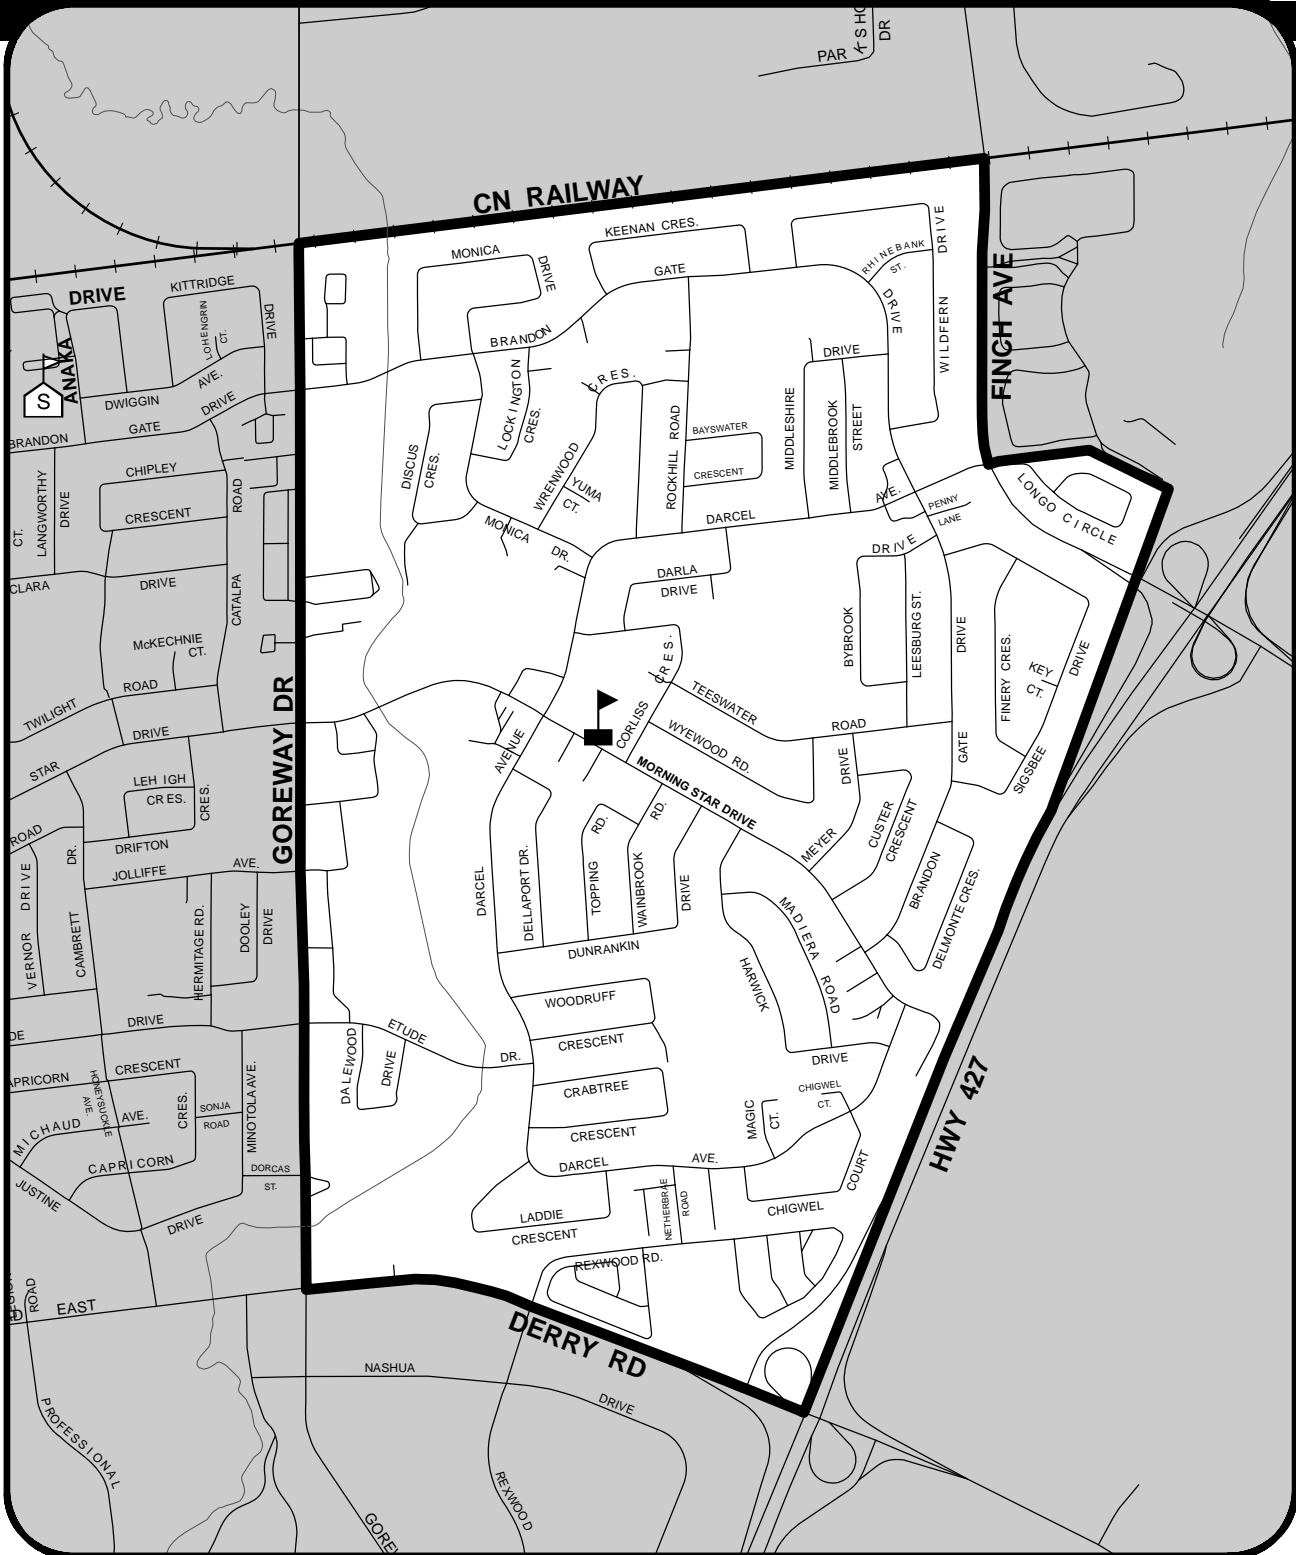 PAR
KSHO
DR
CN RAILWAY
KEENAN CRES.
MONICA
DRIVE
GATE
RHINEBANK
ST.
DRIVE
DRIVE
WILDFERN
FINCH AVE
KITTRIDGE
DRIVE
DRIVE
ANAKA
S
LOHENGRIN
CT.
AVE.
DWIGGIN
DRIVE
GATE
BRANDON
BRANDON
LOCKINGTON
CRES.
CRES.
DRIVE
MIDDLESHIRE
MIDDLEBROOK
STREET
ROCKHILL ROAD
BAYSWATER
CRESCENT
DISCUS
CRES.
WRENWOOD
YUMA
CT.
MONICA
DR.
DARCEL
AVE.
PENNY
LANE
LONGO CIRCLE
CHIPLEY
CRESCENT
ROAD
CATALPA
LANGWORTHY
DRIVE
CT.
CLARA
DRIVE
DRIVE
DARLA
DRIVE
BYBROOK
LEESBURG ST.
DRIVE
FINERY CRES.
KEY
CT.
DRIVE
McKECHNIE
CT.
ROAD
TWILIGHT
DRIVE
STAR
GOREWAY DR
CRES.
CORLISS
TEESWATER
ROAD
WYEWOOD RD.
MORNING STAR DRIVE
AVENUE
GATE
SIGSBEE
DRIVE
MEYER
CUSTER
CRESCENT
LEHIGH
CRES.
CRES.
ROAD
DRIFTON
DR.
JOLLIFFE
AVE.
VERNOR DRIVE
CAMBRETT
HERMITAGE RD.
DOOLEY
DRIVE
DARCEL
DELLAPORT DR.
RD.
TOPPING
RD.
WAINBROOK
DRIVE
DUNRANKIN
BRANDON
DELMONTE CRES.
MADIERA
ROAD
HARWICK
DRIVE
WOODRUFF
CRESCENT
DE
DRIVE
ETUDE
DR.
DALEWOOD
DRIVE
CRABTREE
CRESCENT
CHIGWEL
CT.
MAGIC
CT.
HWY 427
APRICORN
CRESCENT
HONEYSUCKLE
AVE.
MICHAUD
AVE.
CRES.
SONJA
ROAD
MINOTOLA AVE.
CAPRICORN
DORCAS
ST.
JUSTINE
DRIVE
DARCEL
AVE.
COURT
CHIGWEL
NETHERBRAE
ROAD
LADDIE
CRESCENT
REXWOOD RD.
ROAD
EAST
DERRY RD
NASHUA
DRIVE
PROFESSIONAL
REXWOOD
GOREW